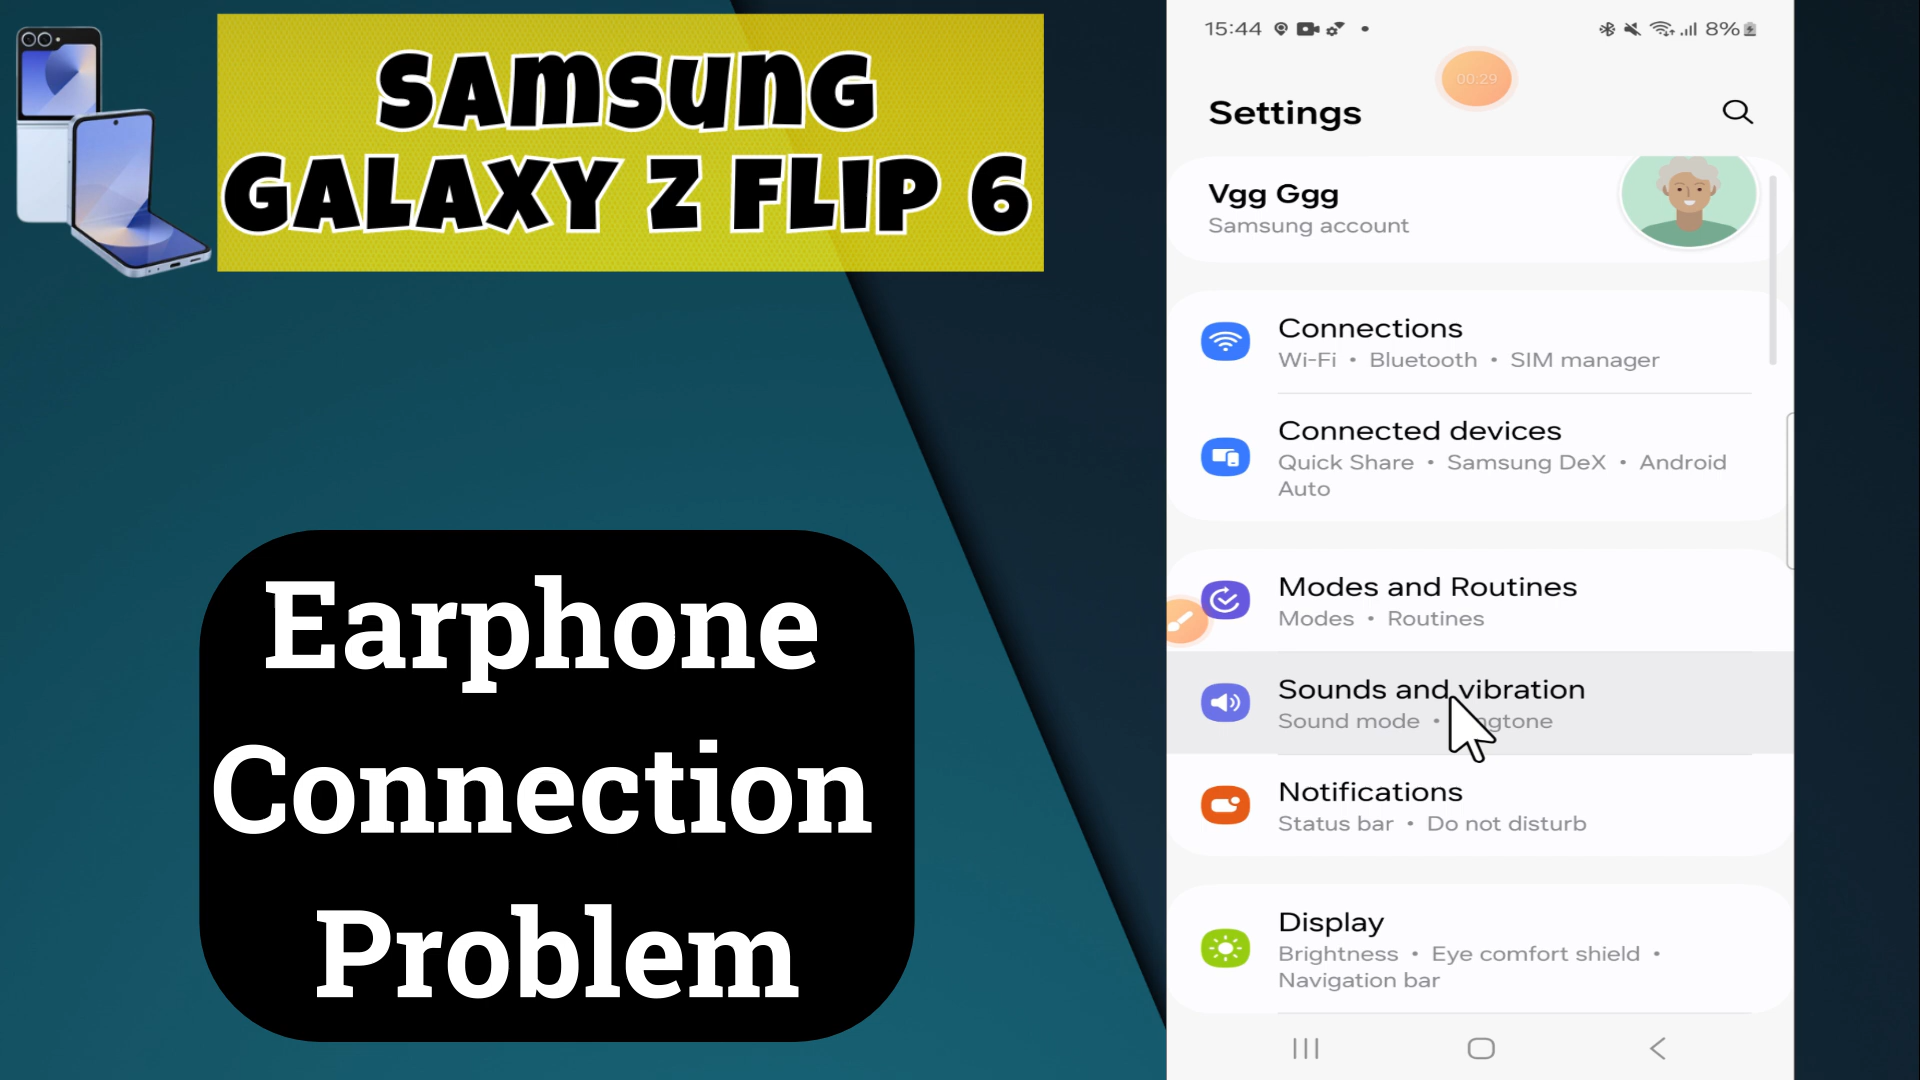 SAMSUNG
GALAXY Z FLIP 6
Earphone
Connection
Problem
15:44
8%
00:29
Settings
Vgg Ggg
Samsung account
Connections
Wi-Fi • Bluetooth • SIM manager
Connected devices
Quick Share • Samsung DeX • Android
Auto
Modes and Routines
Modes • Routines
Sounds and vibration
Sound mode •
Notifications
Status bar • Do not disturb
Display
Brightness • Eye comfort shield •
Navigation bar